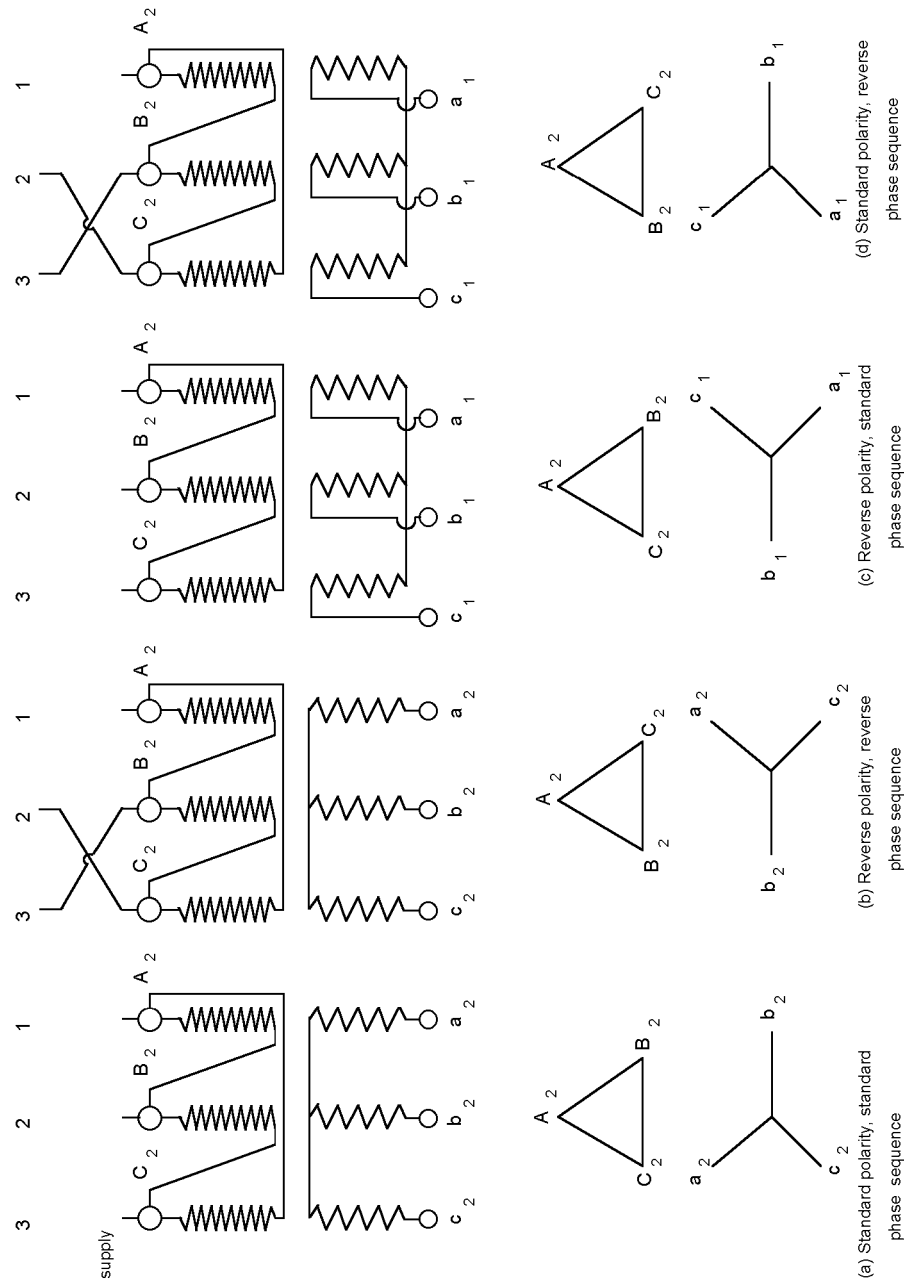 3 2 1 3 2 1 3 2 1 3 2 1
supply
C2 B2 A2 C2 B2 A2 C2 B2 A2 C2 B2 A2
c2 b2 a2 c2 b2 a2 c1 b1 a1 c1 b1 a1
A2 A2 A2 A2
C2 B2 B2 C2 C2 B2 B2 C2
a2 a2 c1 c1
b2 b2 b1 b1
c2 c2 a1 a1
(a) Standard polarity, standard
phase sequence
(b) Reverse polarity, reverse
phase sequence
(c) Reverse polarity, standard
phase sequence
(d) Standard polarity, reverse
phase sequence